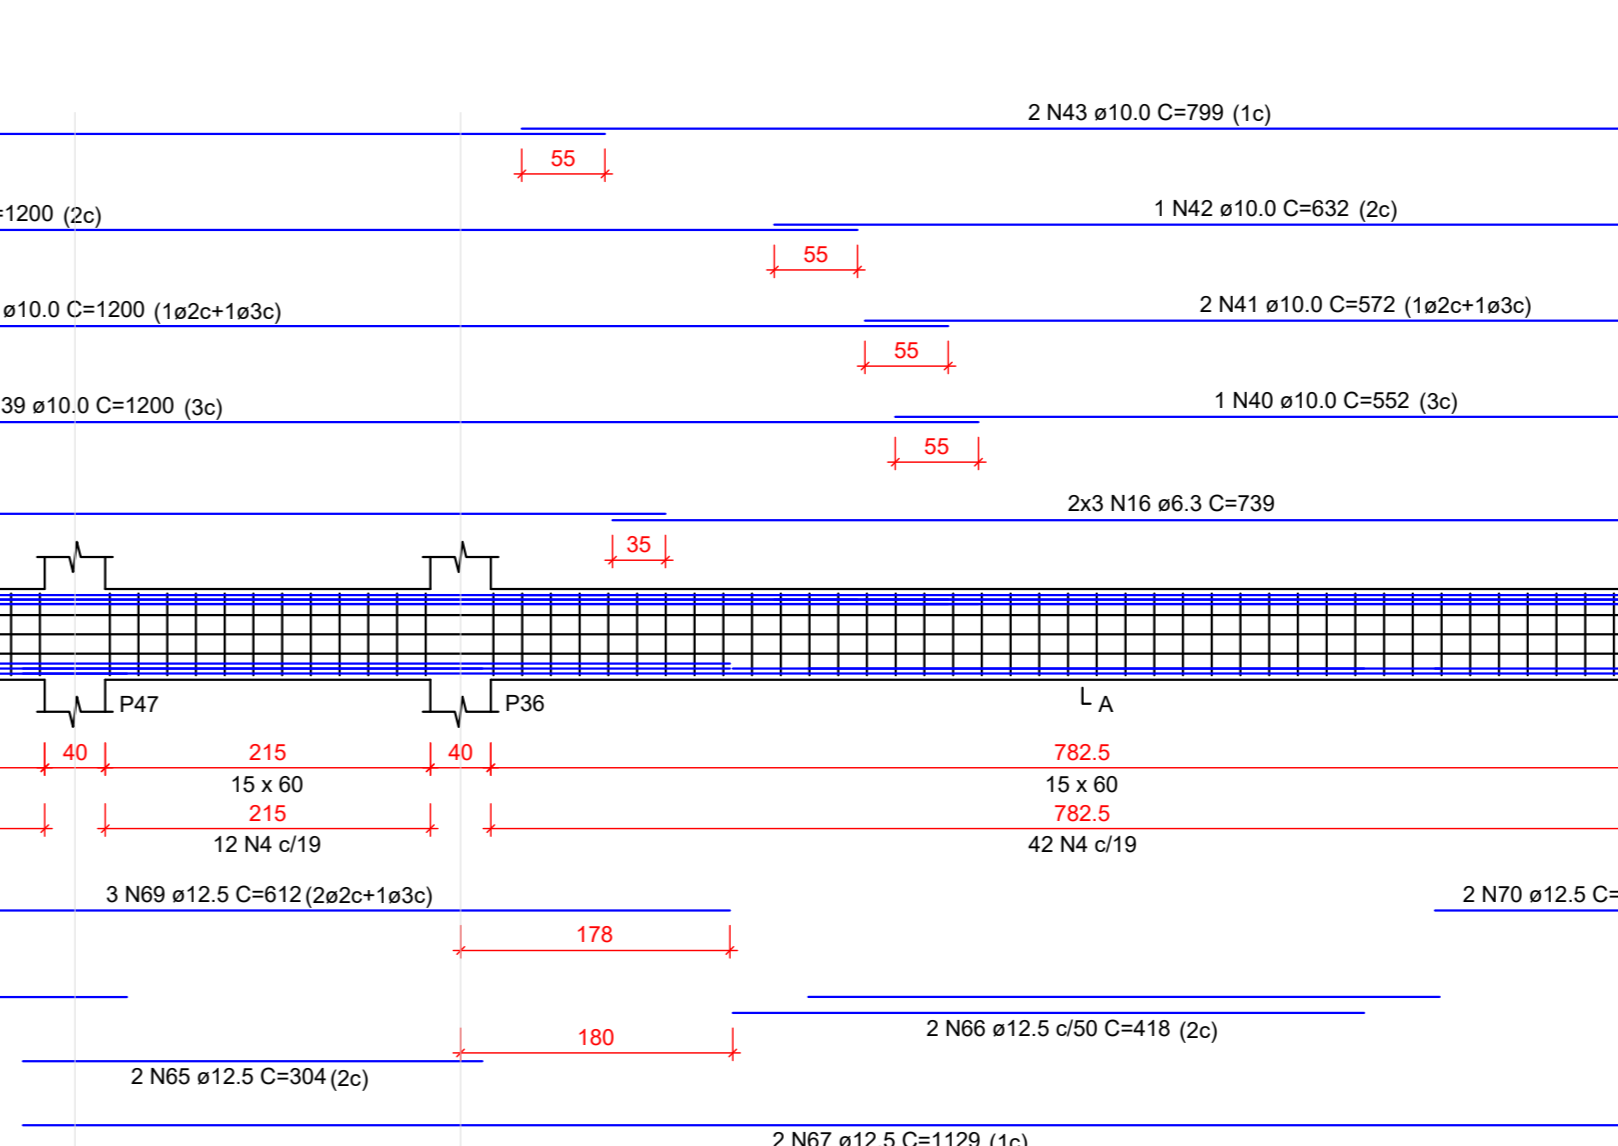 2 N43 ø10.0 C=799 (1c)
55
=1200 (2c)
1 N42 ø10.0 C=632 (2c)
55
ø10.0 C=1200 (1ø2c+1ø3c)
2 N41 ø10.0 C=572 (1ø2c+1ø3c)
55
39 ø10.0 C=1200 (3c)
1 N40 ø10.0 C=552 (3c)
55
2x3 N16 ø6.3 C=739
35
P47
P36
A
40
215
40
782.5
15 x 60
15 x 60
215
782.5
12 N4 c/19
42 N4 c/19
3 N69 ø12.5 C=612 (2ø2c+1ø3c)
2 N70 ø12.5 C=
178
180
2 N66 ø12.5 c/50 C=418 (2c)
2 N65 ø12.5 C=304 (2c)
2 N67 ø12.5 C=1129 (1c)